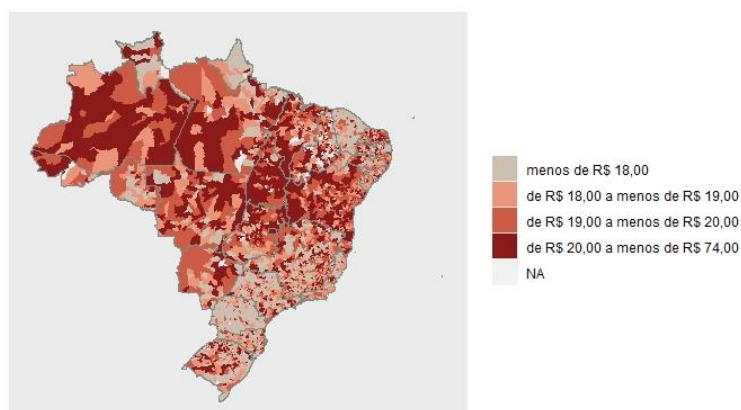 menos de R$ 18,00
de R$ 18,00 a menos de R$ 19,00
de R$ 19,00 a menos de R$ 20,00
de R$ 20,00 a menos de R$ 74,00
NA